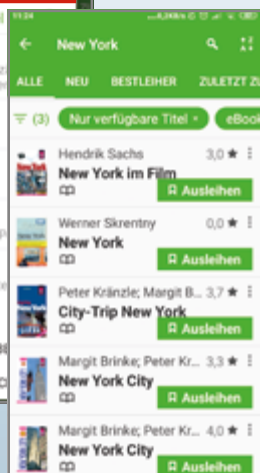 11:24
New York
ALLE NEU BESTLEIHER ZULETZT ZU
(3) Nur verfügbare Titel eBook
Hendrik Sachs 3,0 ★
New York im Film
Ausleihen
Werner Skrentny 0,0 ★
New York
Ausleihen
Peter Kränzle; Margit B... 3,7 ★
City-Trip New York
Ausleihen
Margit Brinke; Peter Kr... 3,3 ★
New York City
Ausleihen
Margit Brinke; Peter Kr... 4,0 ★
New York City
Ausleihen